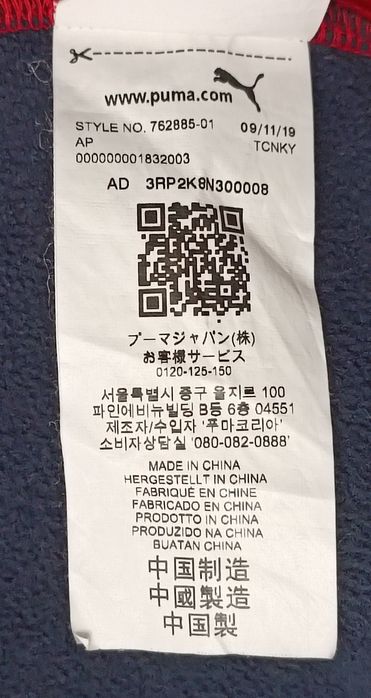 www.puma.com
STYLE NO. 762885-01 09/11/19
AP TCNKY
000000001832003
AD 3RP2K8N300008
プーマジャパン(株)
お客様サービス
0120-125-150
서울특별시 중구 을지로 100
파인에비뉴빌딩 B동 6층 04551
제조자/수입자 '푸마코리아'
소비자상담실 '080-082-0888'
MADE IN CHINA
HERGESTELLT IN CHINA
FABRIQUÉ EN CHINE
FABRICADO EN CHINA
PRODOTTO IN CHINA
PRODUZIDO NA CHINA
BUATAN CHINA
中国制造
中國製造
中国製